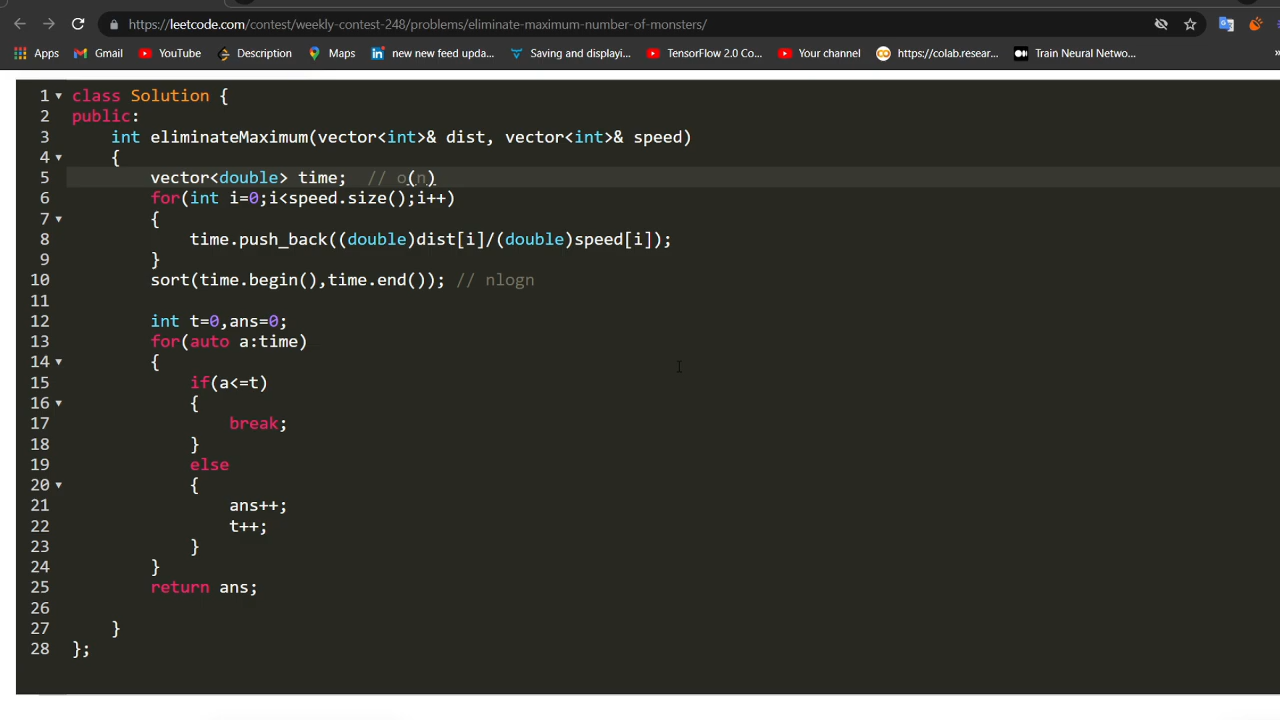 https://leetcode.com/contest/weekly-contest-248/problems/eliminate-maximum-number-of-monsters/
Apps Gmail YouTube Description Maps new new feed upda... Saving and displayi... TensorFlow 2.0 Co... Your channel https://colab.resear... Train Neural Netwo... »
1 class Solution {
2 public:
3     int eliminateMaximum(vector<int>& dist, vector<int>& speed)
4     {
5         vector<double> time;  // o(n)
6         for(int i=0;i<speed.size();i++)
7         {
8             time.push_back((double)dist[i]/(double)speed[i]);
9         }
10         sort(time.begin(),time.end()); // nlogn
11
12         int t=0,ans=0;
13         for(auto a:time)
14         {
15             if(a<=t)
16             {
17                 break;
18             }
19             else
20             {
21                 ans++;
22                 t++;
23             }
24         }
25         return ans;
26
27     }
28 };